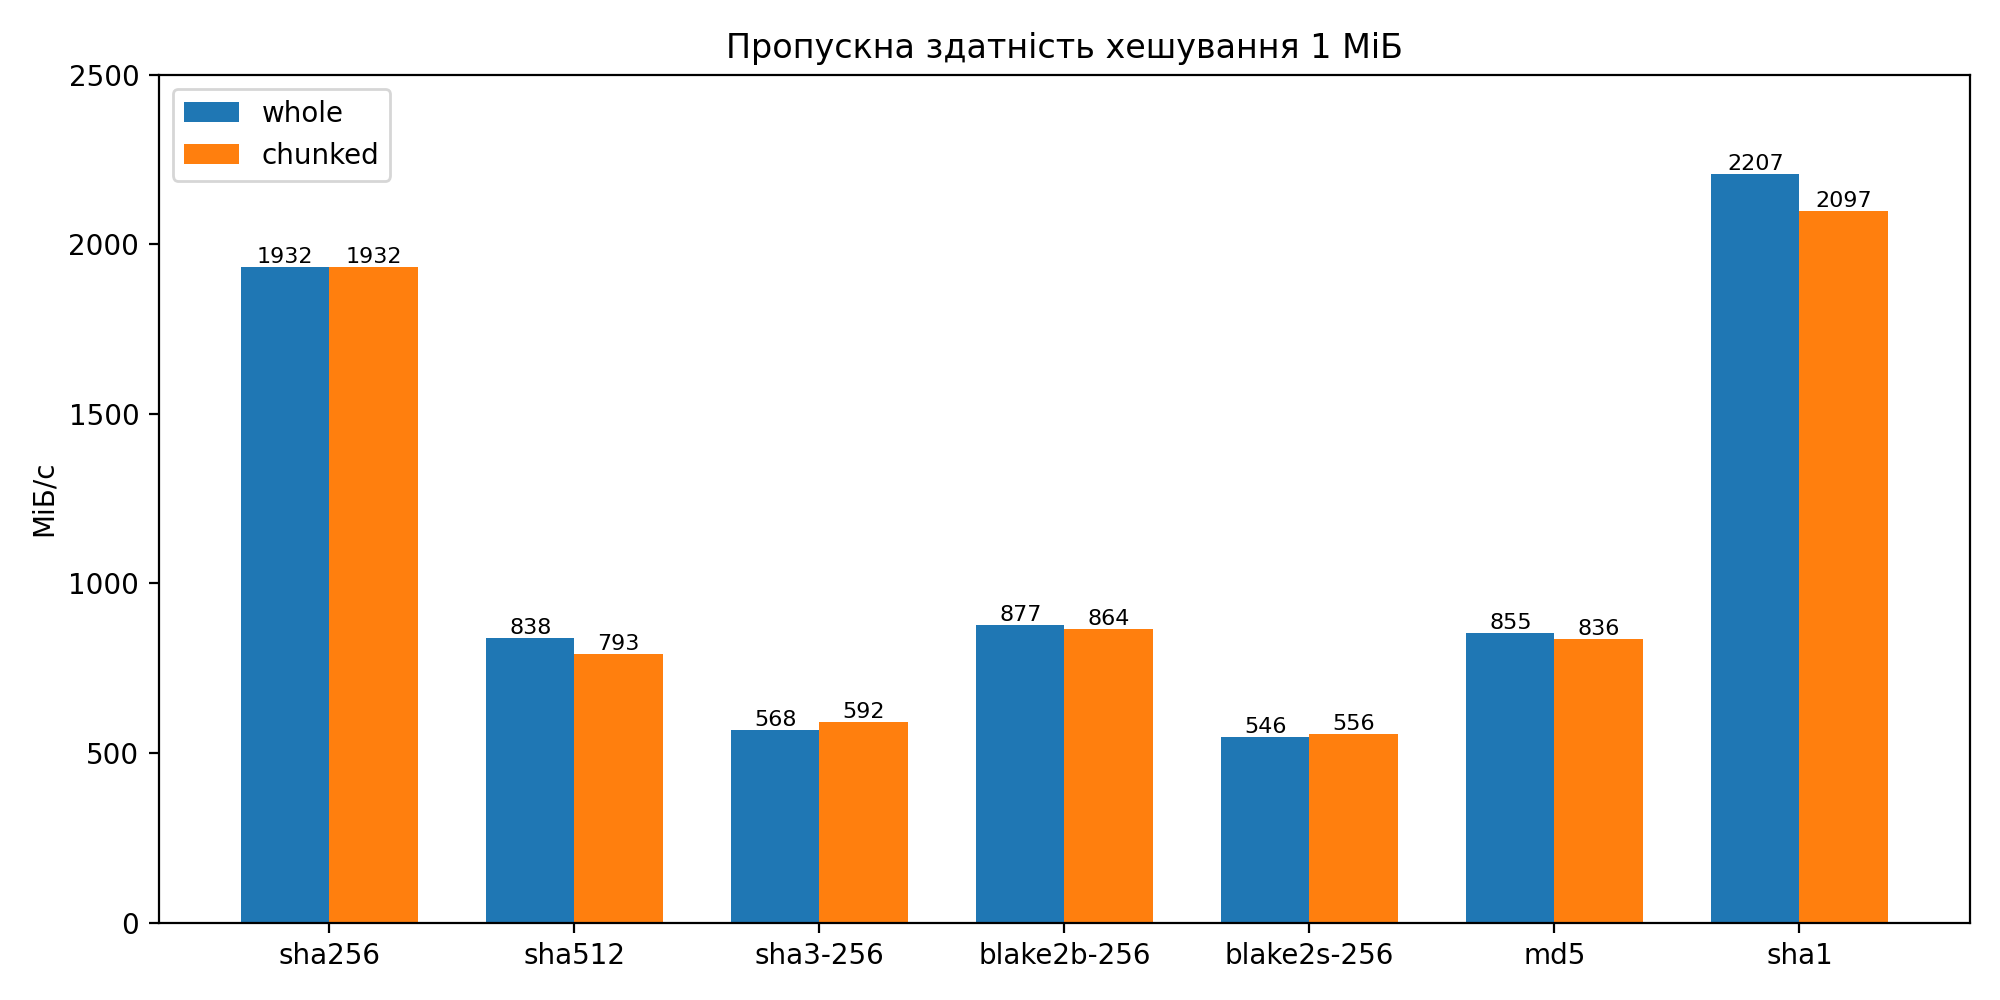 Пропускна здатність хешування 1 МіБ
2500
2000
1500
1000
500
0
МіБ/с
whole
chunked
1932 1932
838 793
568 592
877 864
546 556
855 836
2207 2097
sha256 sha512 sha3-256 blake2b-256 blake2s-256 md5 sha1